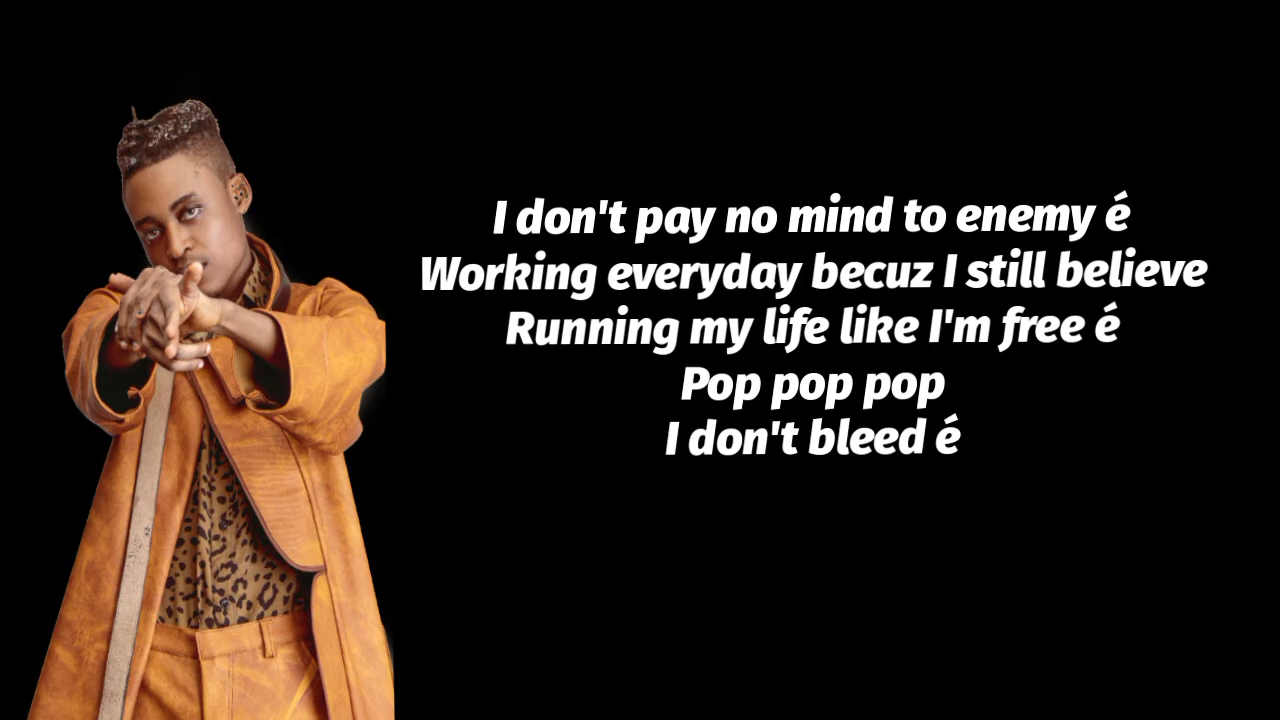 I don't pay no mind to enemy é
Working everyday becuz I still believe
Running my life like I'm free é
Pop pop pop
I don't bleed é